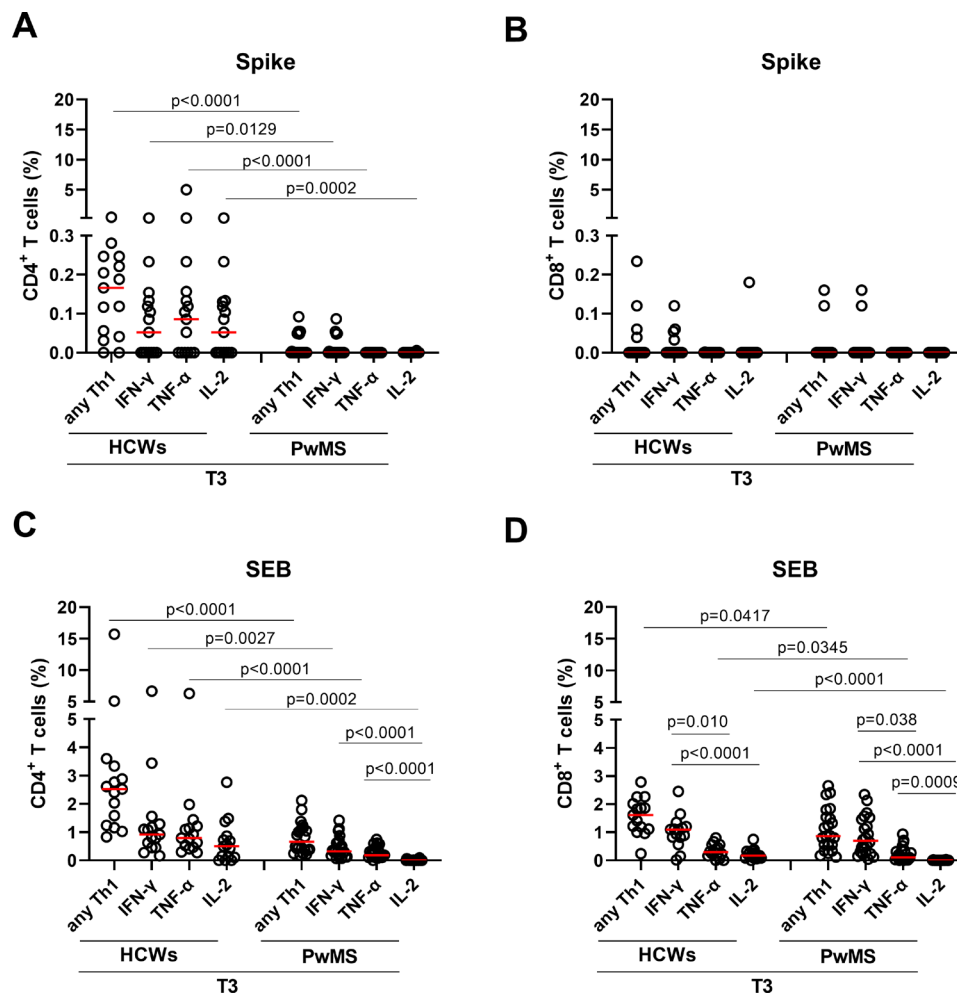 A
Spike
CD4+ T cells (%)
20
15
10
5
0.3
0.2
0.1
0.0
p<0.0001
p=0.0129
p<0.0001
p=0.0002
any Th1 IFN-γ TNF-α IL-2 any Th1 IFN-γ TNF-α IL-2
HCWs PwMS
T3
B
Spike
CD8+ T cells (%)
20
15
10
5
0.3
0.2
0.1
0.0
any Th1 IFN-γ TNF-α IL-2 any Th1 IFN-γ TNF-α IL-2
HCWs PwMS
T3
C
SEB
CD4+ T cells (%)
20
15
10
5
5
4
3
2
1
0
p<0.0001
p=0.0027
p<0.0001
p=0.0002
p<0.0001
p<0.0001
any Th1 IFN-γ TNF-α IL-2 any Th1 IFN-γ TNF-α IL-2
HCWs PwMS
T3
D
SEB
CD8+ T cells (%)
20
15
10
5
5
4
3
2
1
0
p=0.0417
p=0.0345
p<0.0001
p=0.010 p=0.038
p<0.0001 p<0.0001
p=0.0009
any Th1 IFN-γ TNF-α IL-2 any Th1 IFN-γ TNF-α IL-2
HCWs PwMS
T3